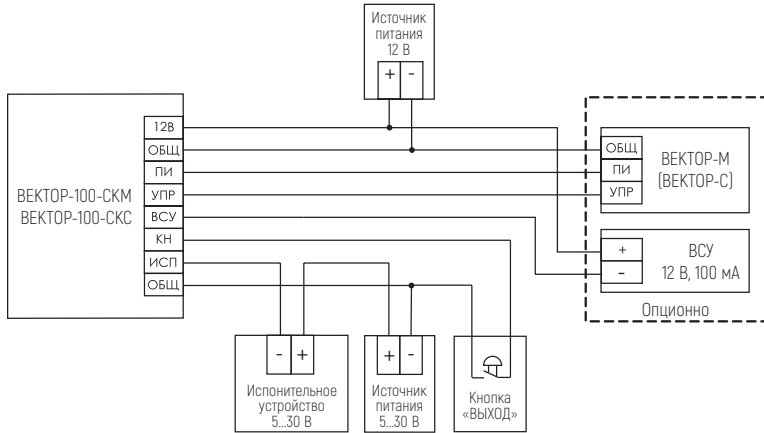 Источник
питания
12 В
+ -
ВЕКТОР-100-СКМ
ВЕКТОР-100-СКС
12В
ОБЩ
ПИ
УПР
ВСУ
КН
ИСП
ОБЩ
ОБЩ
ПИ
УПР
ВЕКТОР-М
(ВЕКТОР-С)
+
-
ВСУ
12 В, 100 мА
Опционно
- +
Испонительное
устройство
5...30 В
+ -
Источник
питания
5...30 В
Кнопка
«ВЫХОД»